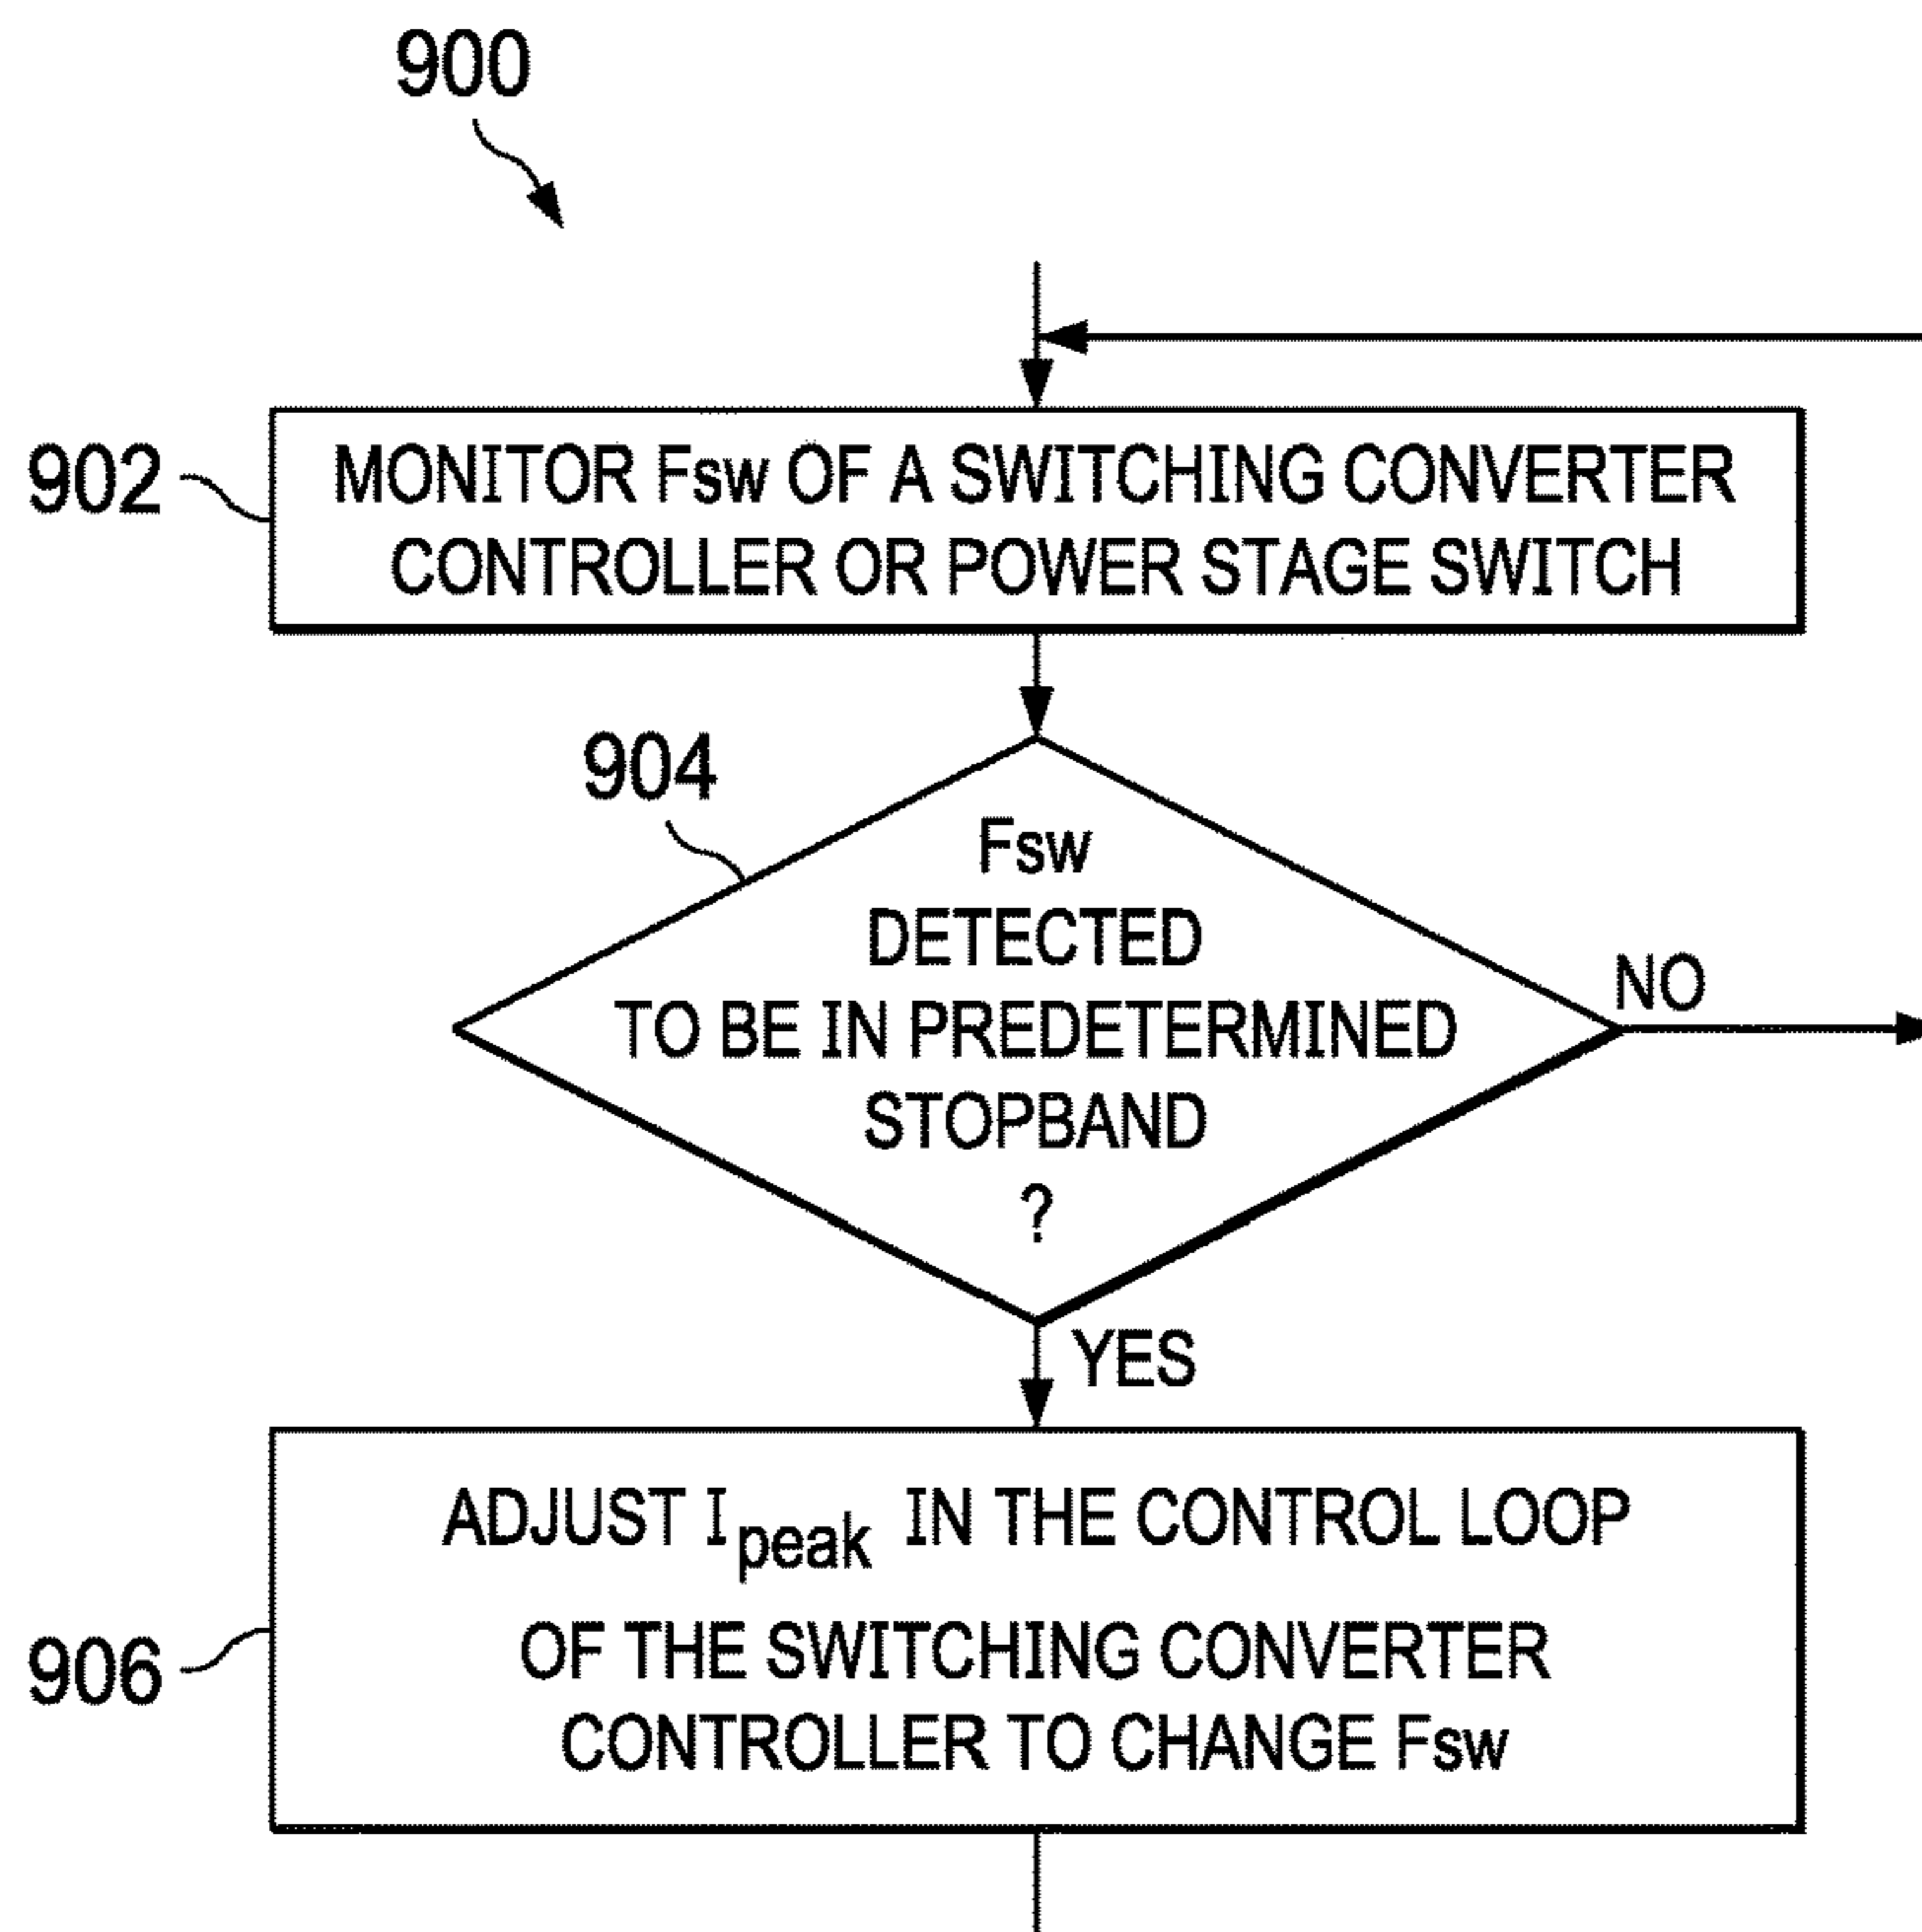 900
902
MONITOR Fsw OF A SWITCHING CONVERTER
CONTROLLER OR POWER STAGE SWITCH
904
Fsw
DETECTED
TO BE IN PREDETERMINED
STOPBAND
?
NO
YES
906
ADJUST Ipeak IN THE CONTROL LOOP
OF THE SWITCHING CONVERTER
CONTROLLER TO CHANGE Fsw